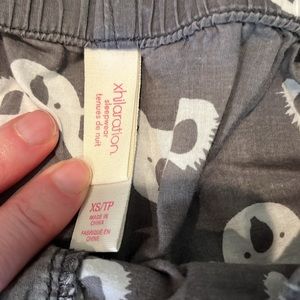 xhilaration
sleepwear
tenues de nuit
XS/TP
MADE IN
CHINA
FABRIQUÉ EN
CHINE